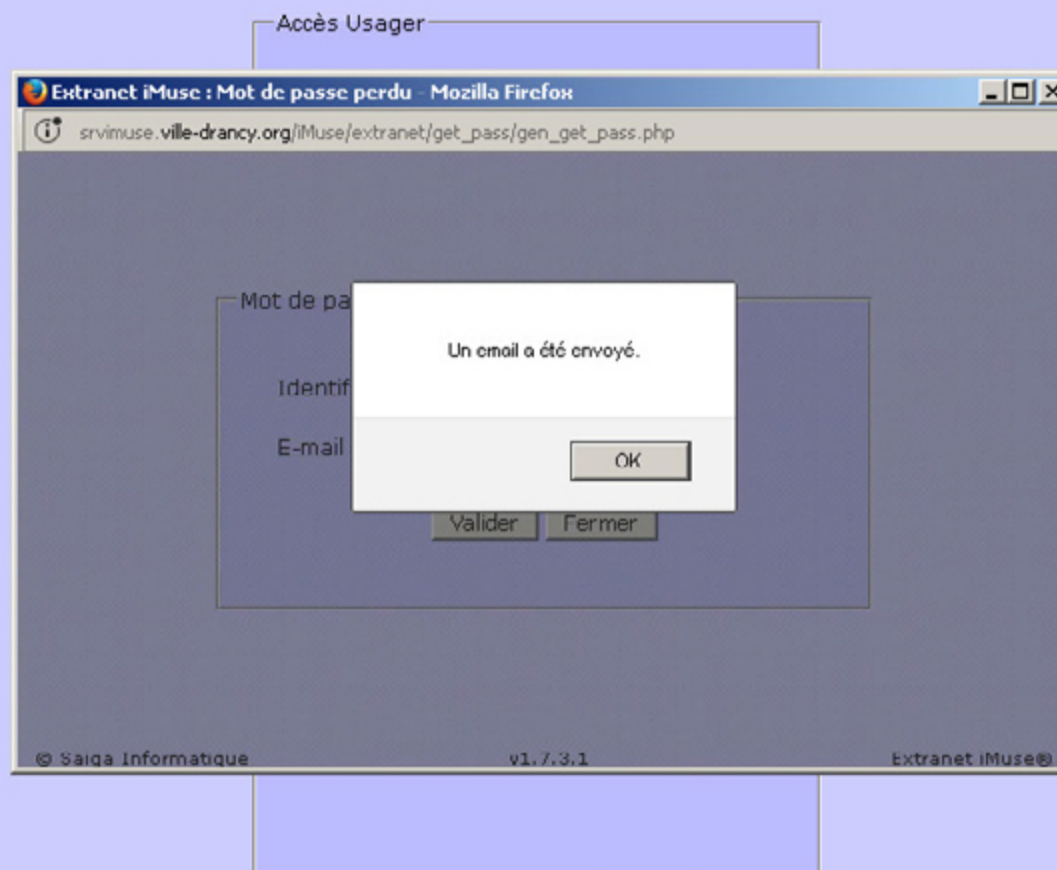 Accès Usager
Extranet iMuse : Mot de passe perdu - Mozilla Firefox
srvimuse.ville-drancy.org/iMuse/extranet/get_pass/gen_get_pass.php
Mot de pa
Un email a été envoyé.
Identif
E-mail
OK
Valider Fermer
© Saiga Informatique v1.7.3.1 Extranet iMuse®